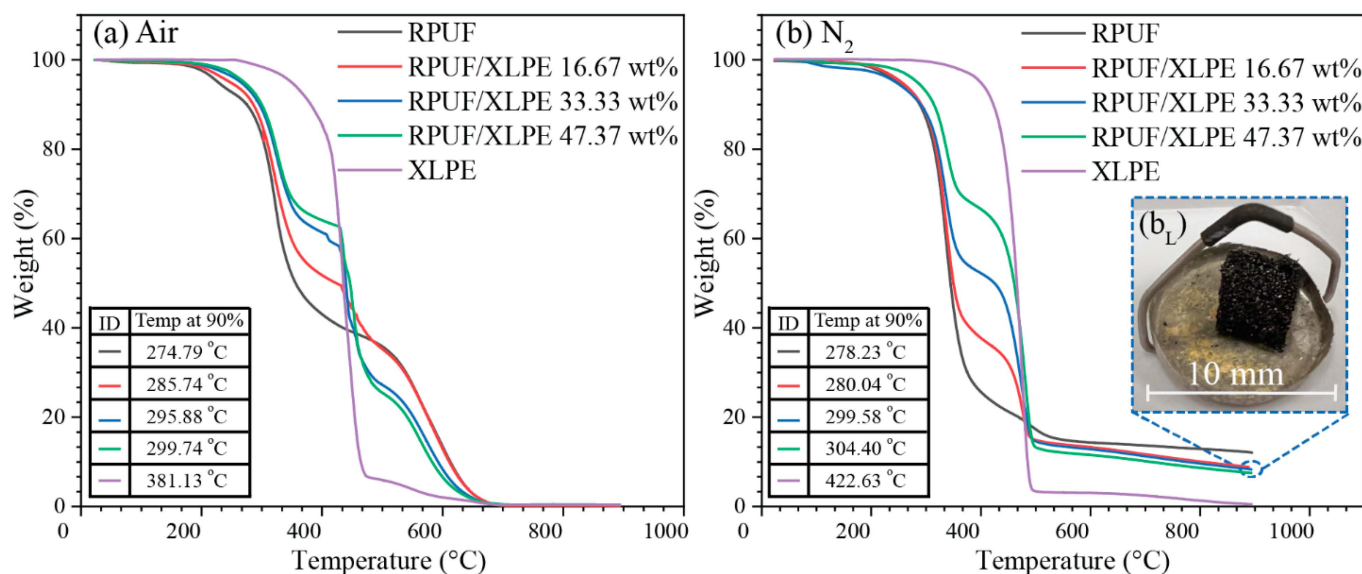 (a) Air
RPUF
RPUF/XLPE 16.67 wt%
RPUF/XLPE 33.33 wt%
RPUF/XLPE 47.37 wt%
XLPE
Weight (%)
100
80
60
40
20
0
ID Temp at 90%
274.79 °C
285.74 °C
295.88 °C
299.74 °C
381.13 °C
0 200 400 600 800 1000
Temperature (°C)
(b) N₂
RPUF
RPUF/XLPE 16.67 wt%
RPUF/XLPE 33.33 wt%
RPUF/XLPE 47.37 wt%
XLPE
Weight (%)
100
80
60
40
20
0
(b_L)
10 mm
ID Temp at 90%
278.23 °C
280.04 °C
299.58 °C
304.40 °C
422.63 °C
0 200 400 600 800 1000
Temperature (°C)